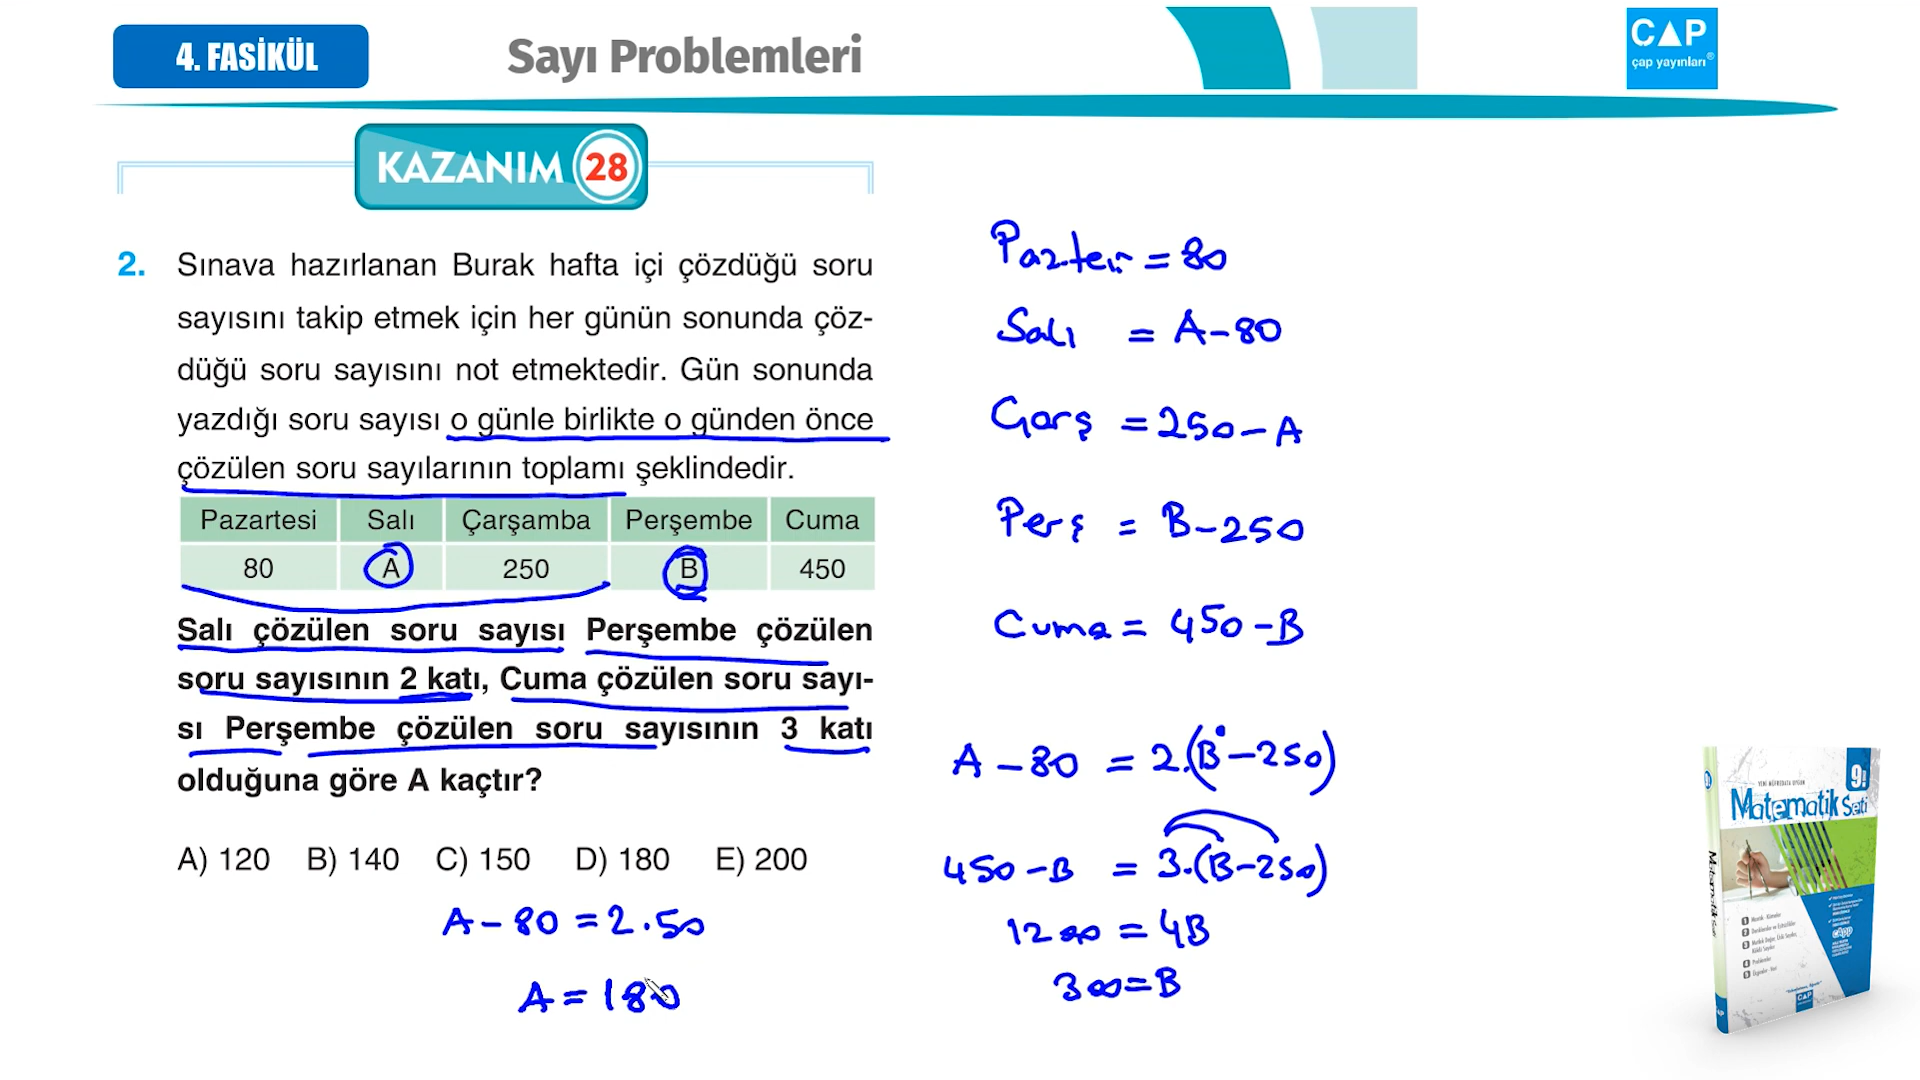 4. FASİKÜL
Sayı Problemleri
ÇAP
çap yayınları®
KAZANIM 28
2. Sınava hazırlanan Burak hafta içi çözdüğü soru
sayısını takip etmek için her günün sonunda çöz-
düğü soru sayısını not etmektedir. Gün sonunda
yazdığı soru sayısı o günle birlikte o günden önce
çözülen soru sayılarının toplamı şeklindedir.
Pazartesi Salı Çarşamba Perşembe Cuma
80 A 250 B 450
Salı çözülen soru sayısı Perşembe çözülen
soru sayısının 2 katı, Cuma çözülen soru sayı-
sı Perşembe çözülen soru sayısının 3 katı
olduğuna göre A kaçtır?
A) 120 B) 140 C) 150 D) 180 E) 200
A - 80 = 2.50
A = 180
Pazter = 80
Salı = A - 80
Çarş = 250 - A
Perş = B - 250
Cuma = 450 - B
A - 80 = 2.(B - 250)
450 - B = 3.(B - 250)
1200 = 4B
300 = B
9.
Matematik Seti
Matematik Seti
ÇAP